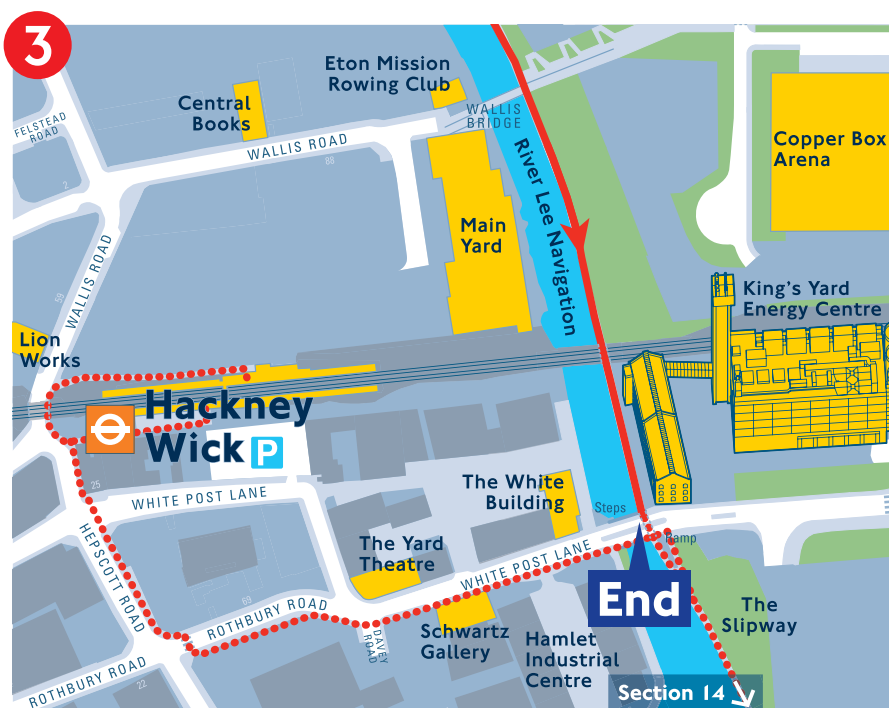 3
Eton Mission
Rowing Club
Central
Books
FELSTEAD
ROAD
WALLIS
BRIDGE
WALLIS ROAD
88
2
Copper Box
Arena
River Lee Navigation
Main
Yard
WALLIS ROAD
59
King's Yard
Energy Centre
Lion
Works
Hackney
Wick P
25
WHITE POST LANE
The White
Building
Steps
Ramp
HEPSCOTT ROAD
The Yard
Theatre
WHITE POST LANE
69
ROTHBURY ROAD
End
The
Slipway
DAVEY
ROAD
Schwartz
Gallery
Hamlet
Industrial
Centre
ROTHBURY ROAD
22
Section 14